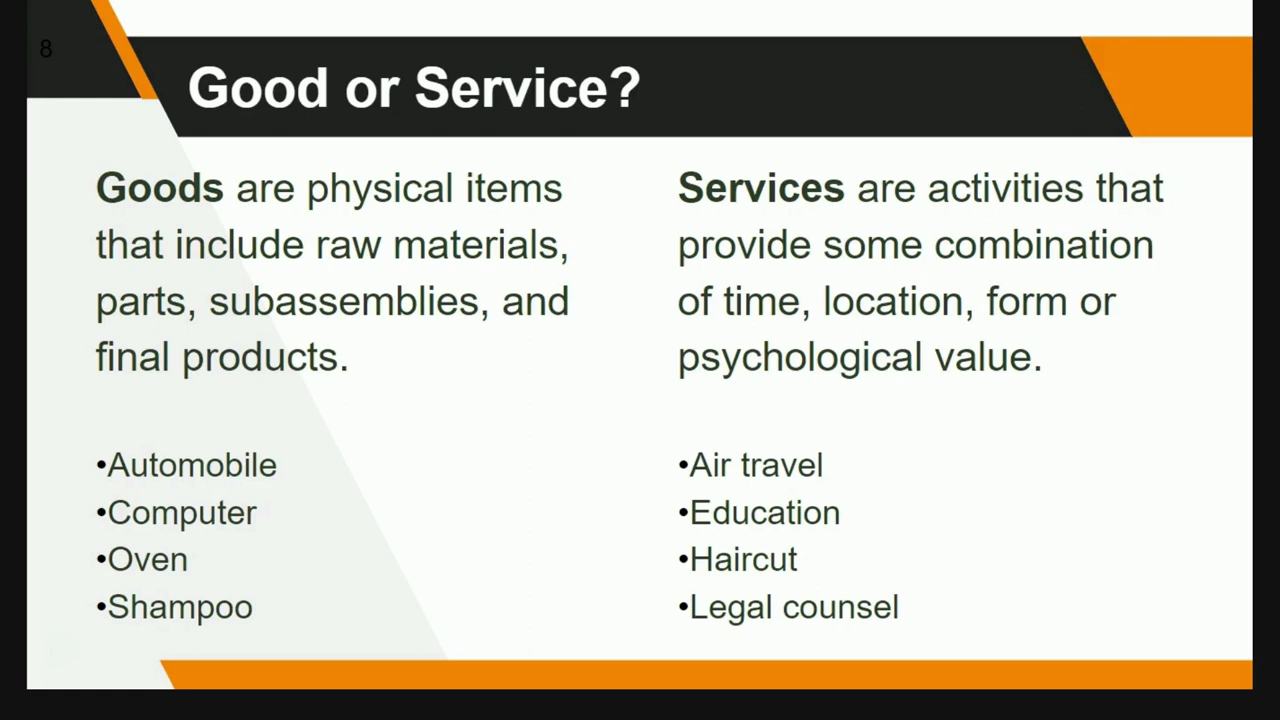 8
Good or Service?
Goods are physical items
that include raw materials,
parts, subassemblies, and
final products.
•Automobile
•Computer
•Oven
•Shampoo
Services are activities that
provide some combination
of time, location, form or
psychological value.
•Air travel
•Education
•Haircut
•Legal counsel